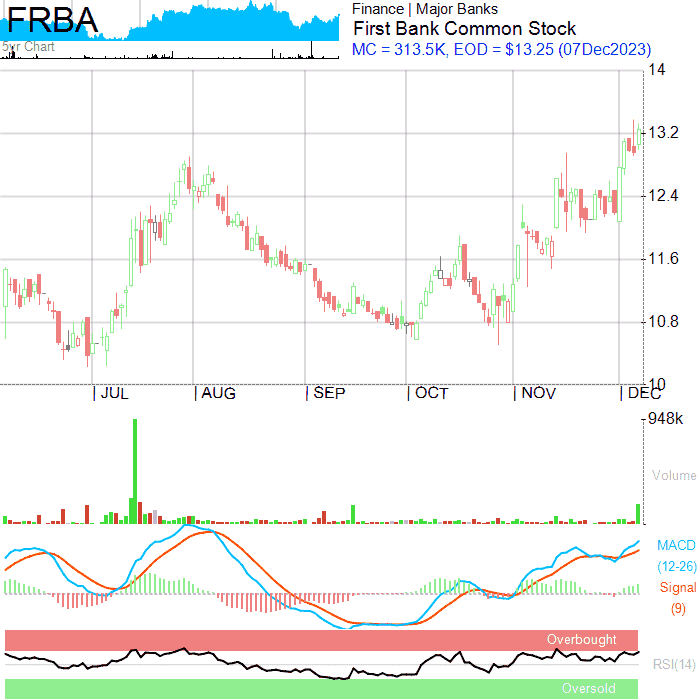 FRBA
5yr Chart
Finance | Major Banks
First Bank Common Stock
MC = 313.5K, EOD = $13.25 (07Dec2023)
14
13.2
12.4
11.6
10.8
10
| JUL | AUG | SEP | OCT | NOV | DEC
948k
Volume
MACD
(12-26)
Signal
(9)
Overbought
RSI(14)
Oversold